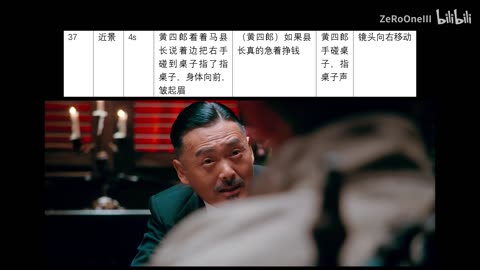 ZeRoOneIII bilibili
37 近景 4s 黄四郎看着马县 （黄四郎）如果县 黄四郎 镜头向右移动
长说着边把右手 长真的急着挣钱 手碰桌
碰到桌子指了指 子，指
桌子，身体向前， 桌子声
皱起眉